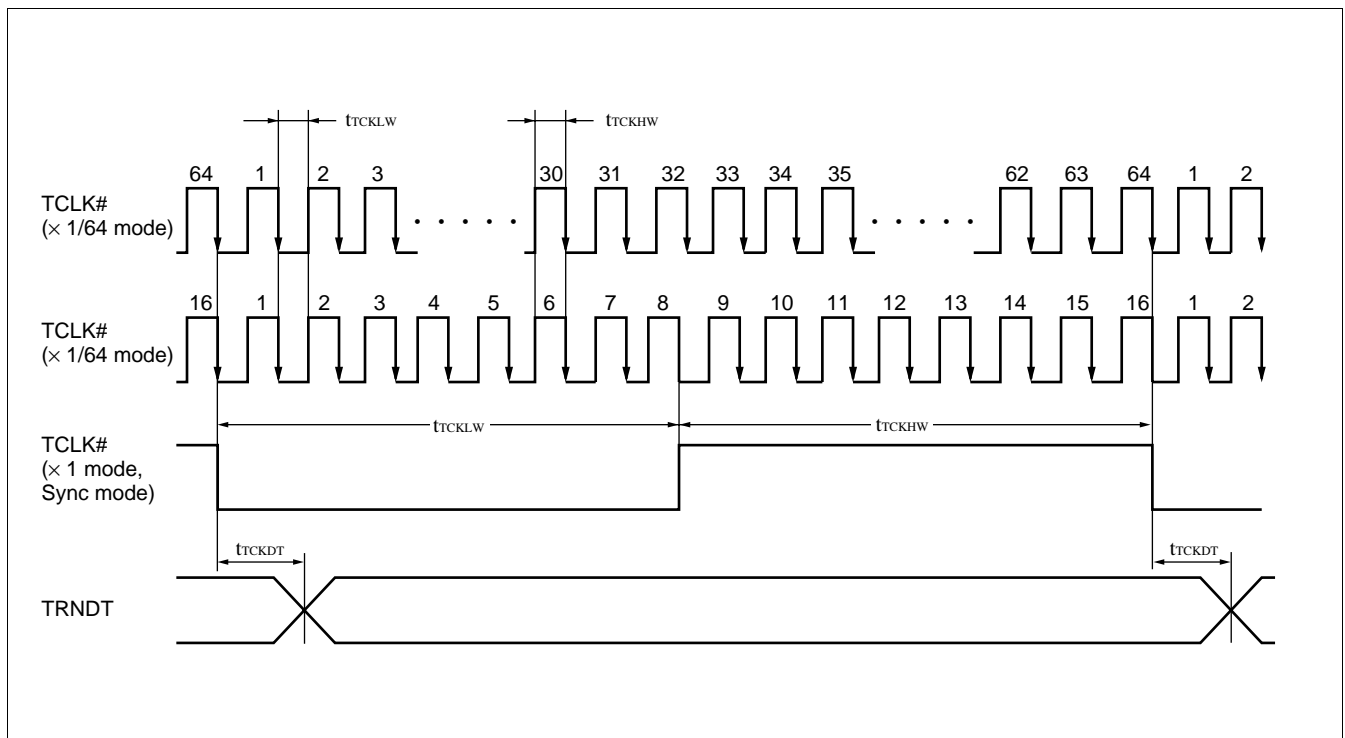 tTCKLW tTCKHW
64 1 2 3 30 31 32 33 34 35 62 63 64 1 2
TCLK#
(× 1/64 mode)
. . . . . . . . . .
16 1 2 3 4 5 6 7 8 9 10 11 12 13 14 15 16 1 2
TCLK#
(× 1/64 mode)
tTCKLW tTCKHW
TCLK#
(× 1 mode,
Sync mode)
tTCKDT tTCKDT
TRNDT